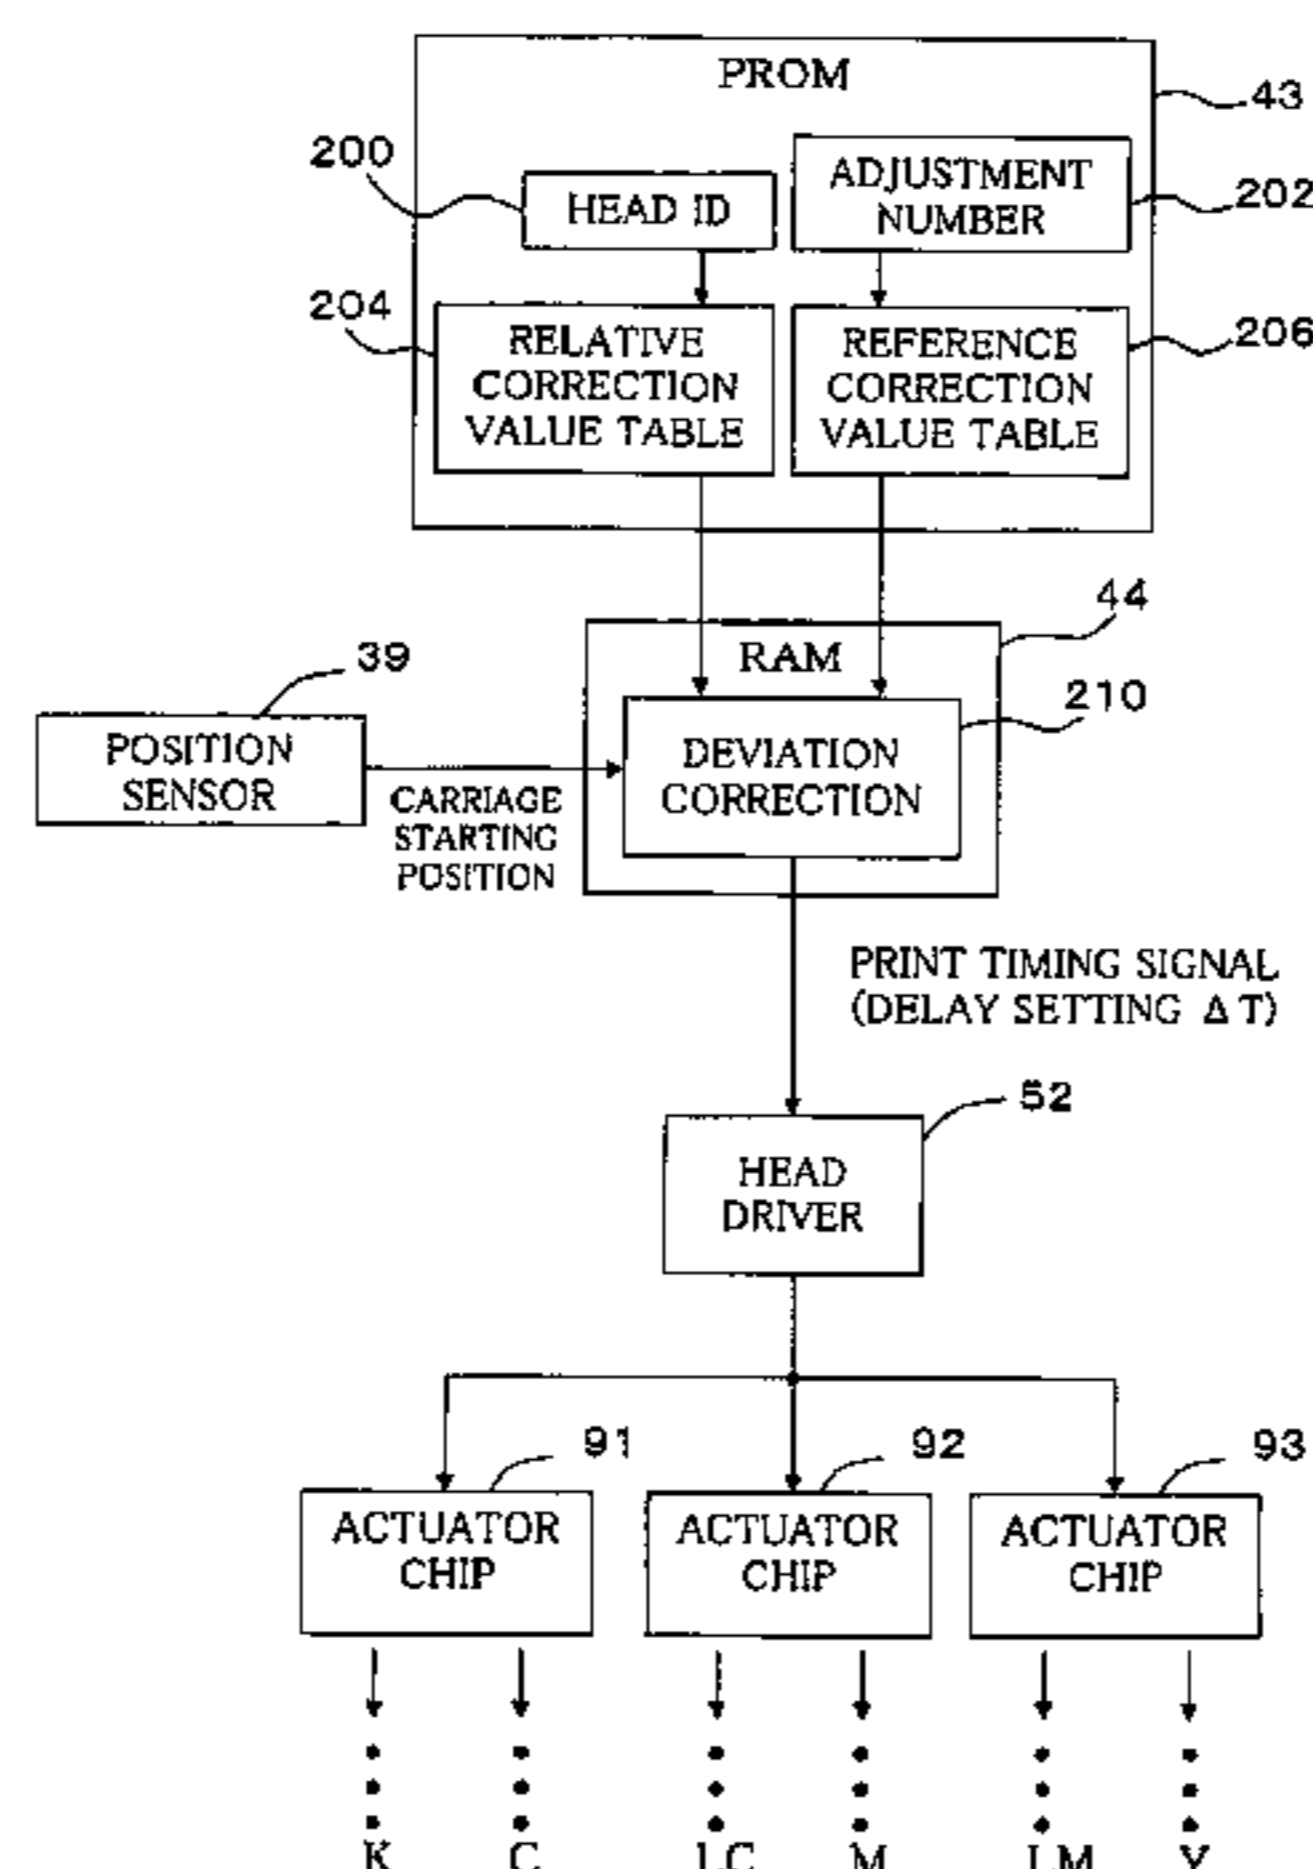 PROM
43
200
HEAD ID
ADJUSTMENT
NUMBER
202
204
RELATIVE
CORRECTION
VALUE TABLE
REFERENCE
CORRECTION
VALUE TABLE
206
44
RAM
39
210
POSITION
SENSOR
DEVIATION
CORRECTION
CARRIAGE
STARTING
POSITION
PRINT TIMING SIGNAL
(DELAY SETTING Δ T)
52
HEAD
DRIVER
91
92
93
ACTUATOR
CHIP
ACTUATOR
CHIP
ACTUATOR
CHIP
K C LC M LM Y